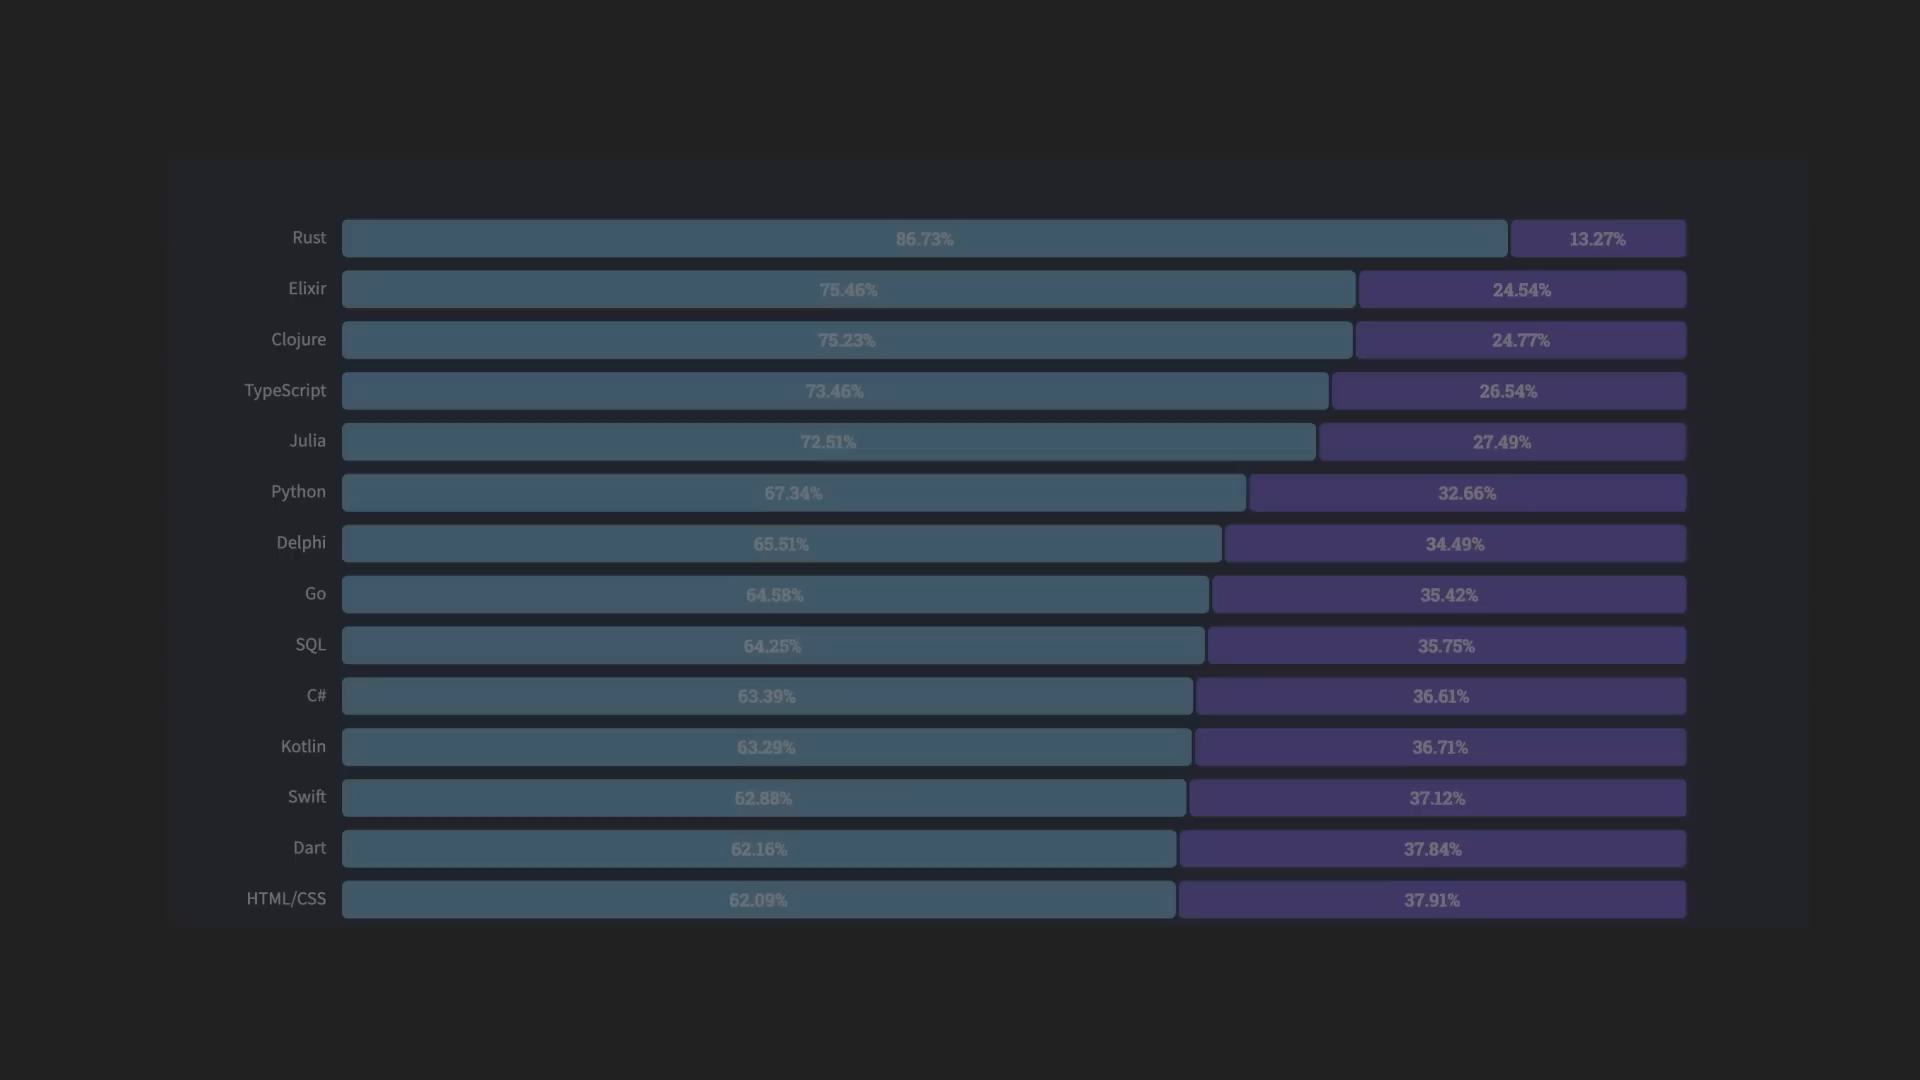 Rust 86.73% 13.27%
Elixir 75.46% 24.54%
Clojure 75.23% 24.77%
TypeScript 73.46% 26.54%
Julia 72.51% 27.49%
Python 67.34% 32.66%
Delphi 65.51% 34.49%
Go 64.58% 35.42%
SQL 64.25% 35.75%
C# 63.39% 36.61%
Kotlin 63.29% 36.71%
Swift 62.88% 37.12%
Dart 62.16% 37.84%
HTML/CSS 62.09% 37.91%